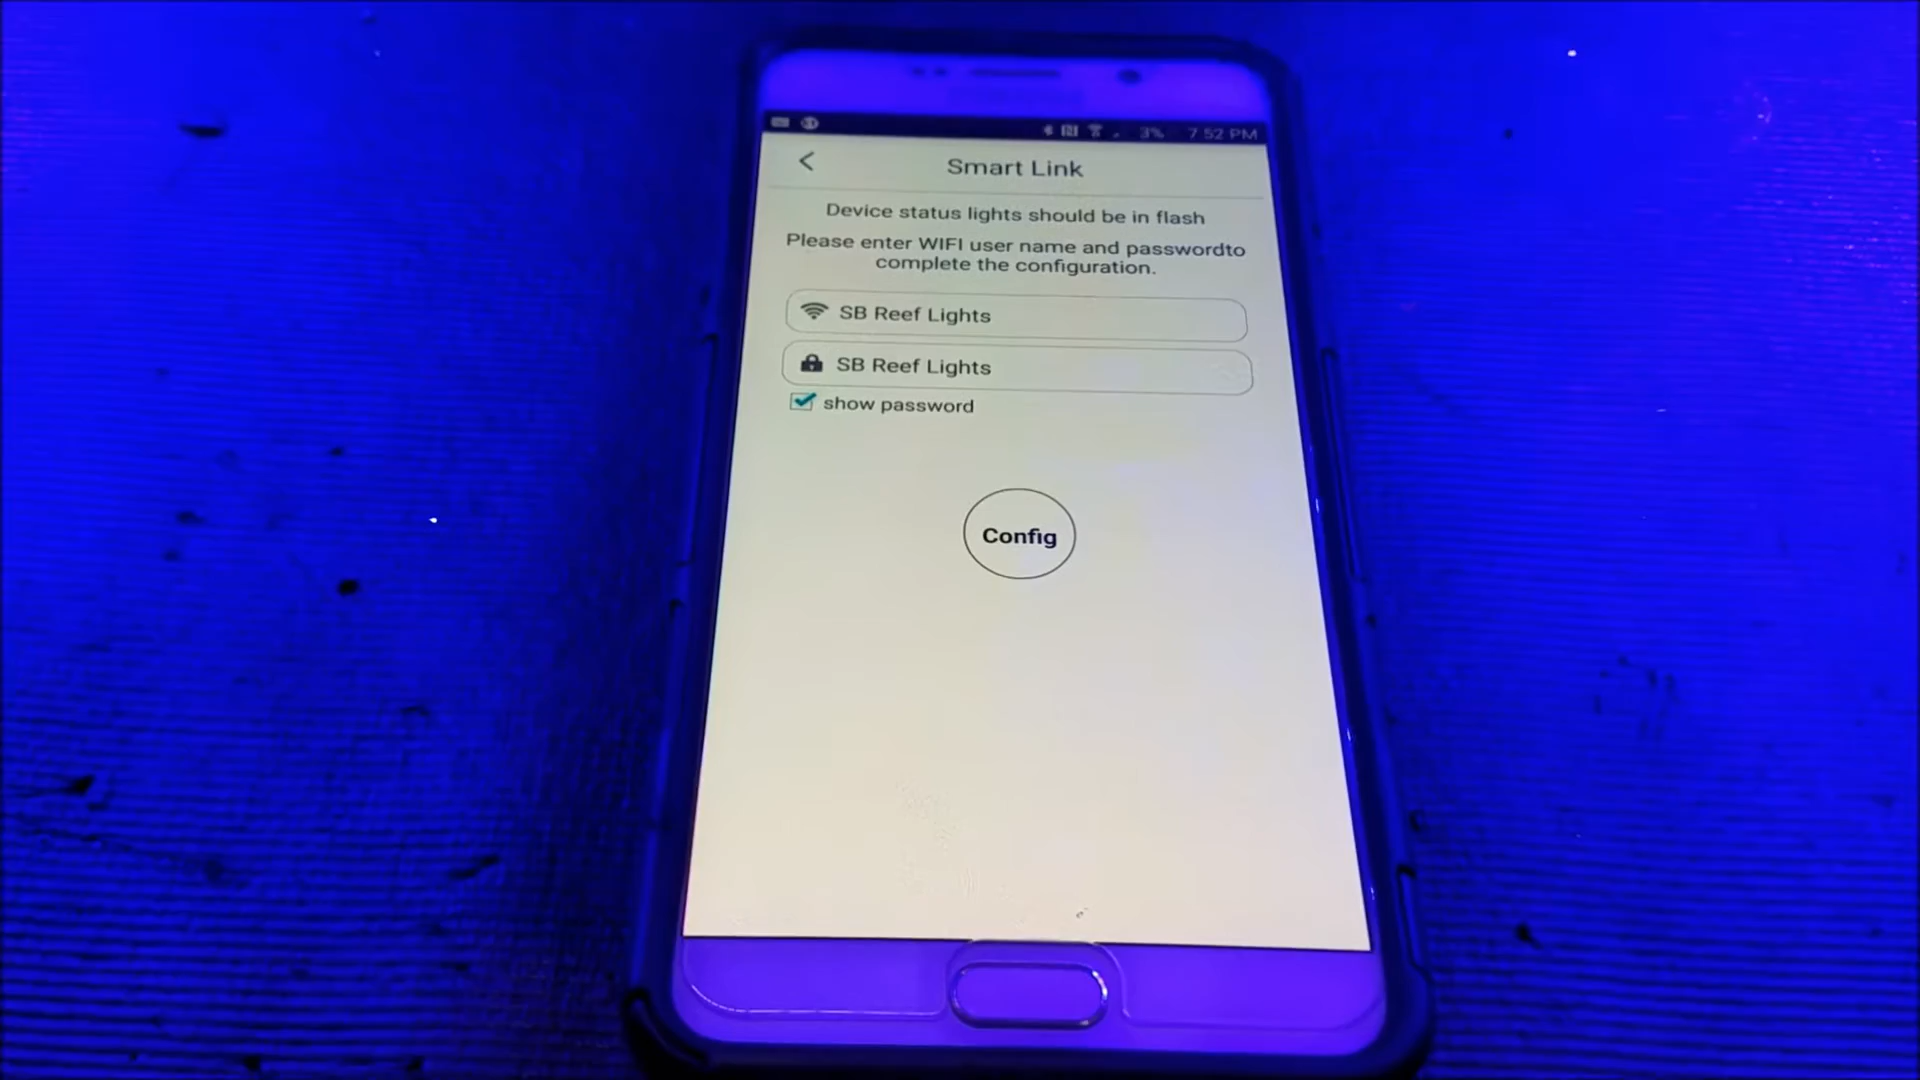 3% 7:52 PM
Smart Link
Device status lights should be in flash
Please enter WIFI user name and passwordto
complete the configuration.
SB Reef Lights
SB Reef Lights
show password
Config